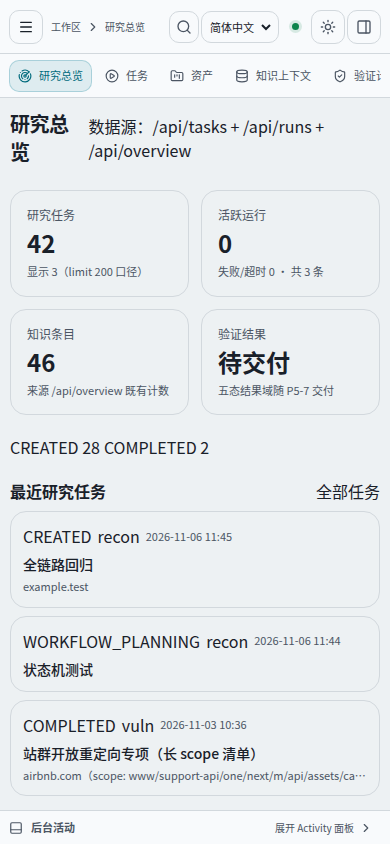 工作区 > 研究总览 简体中文
研究总览 任务 资产 知识上下文 验证
研究总
览
数据源：/api/tasks + /api/runs +
/api/overview
研究任务
42
显示 3（limit 200 口径）
活跃运行
0
失败/超时 0 · 共 3 条
知识条目
46
来源 /api/overview 既有计数
验证结果
待交付
五态结果域随 P5-7 交付
CREATED 28 COMPLETED 2
最近研究任务 全部任务
CREATED recon 2026-11-06 11:45
全链路回归
example.test
WORKFLOW_PLANNING recon 2026-11-06 11:44
状态机测试
COMPLETED vuln 2026-11-03 10:36
站群开放重定向专项（长 scope 清单）
airbnb.com（scope: www/support-api/one/next/m/api/assets/ca…
后台活动 展开 Activity 面板